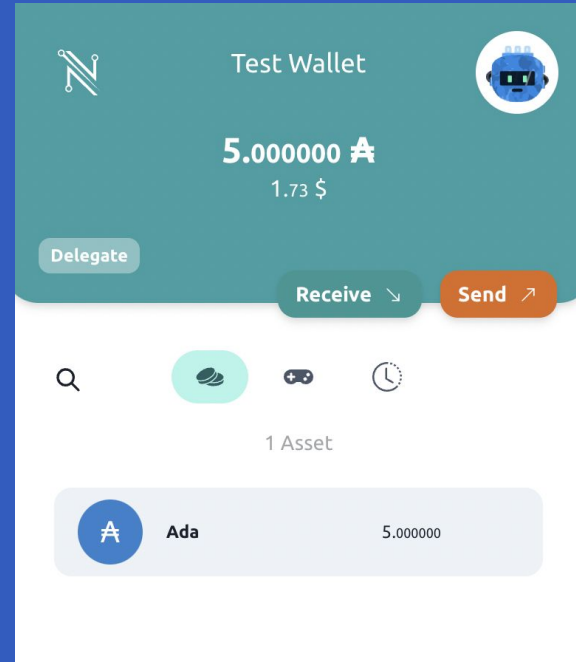 Test Wallet
5.000000 ₳
1.73 $
Delegate
Receive ↘
Send ↗
1 Asset
₳ Ada 5.000000